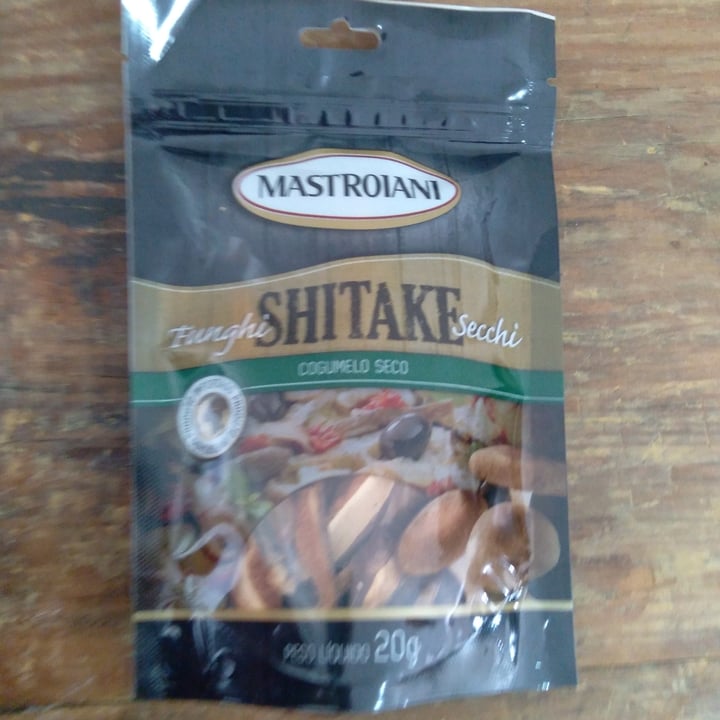 MASTROIANI
Funghi SHITAKE Secchi
COGUMELO SECO
PESO LÍQUIDO 20g